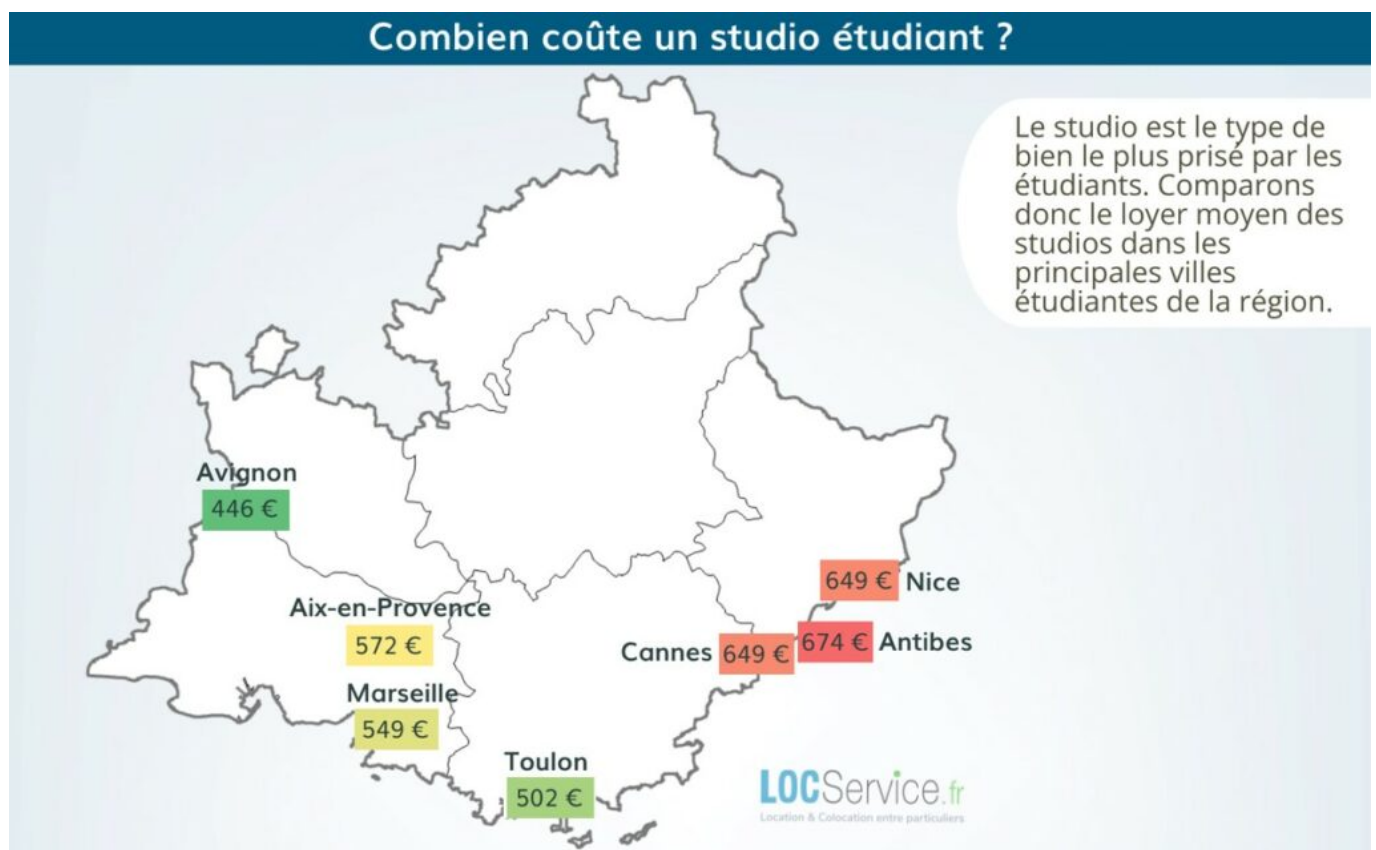 Combien coûte un studio étudiant ?
Le studio est le type de
bien le plus prisé par les
étudiants. Comparons
donc le loyer moyen des
studios dans les
principales villes
étudiantes de la région.
Avignon
446 €
649 € Nice
Aix-en-Provence
572 €
Cannes 649 € 674 € Antibes
Marseille
549 €
Toulon
502 €
LOCService.fr
Location & Colocation entre particuliers